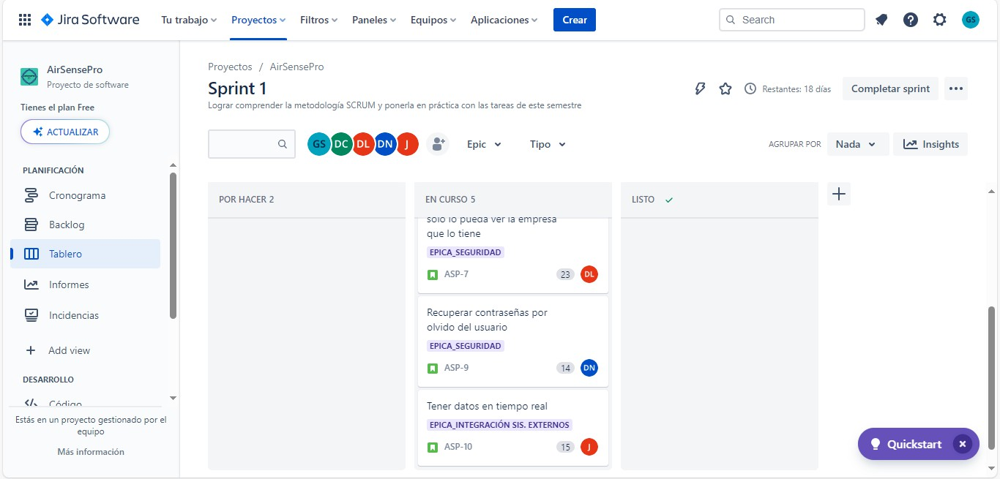 Jira Software
Tu trabajo
Proyectos
Filtros
Paneles
Equipos
Aplicaciones
Crear
Search
GS
AirSensePro
Proyecto de software
Tienes el plan Free
ACTUALIZAR
PLANIFICACIÓN
Cronograma
Backlog
Tablero
Informes
Incidencias
Add view
DESARROLLO
Código
Estás en un proyecto gestionado por el
equipo
Más información
Proyectos / AirSensePro
Sprint 1
Restantes: 18 días
Completar sprint
Lograr comprender la metodología SCRUM y ponerla en práctica con las tareas de este semestre
GS DC DL DN J
Epic
Tipo
AGRUPAR POR
Nada
Insights
POR HACER 2
EN CURSO 5
solo lo pueda ver la empresa
que lo tiene
EPICA_SEGURIDAD
ASP-7
23
DL
Recuperar contraseñas por
olvido del usuario
EPICA_SEGURIDAD
ASP-9
14
DN
Tener datos en tiempo real
EPICA_INTEGRACIÓN SIS. EXTERNOS
ASP-10
15
J
LISTO
Quickstart